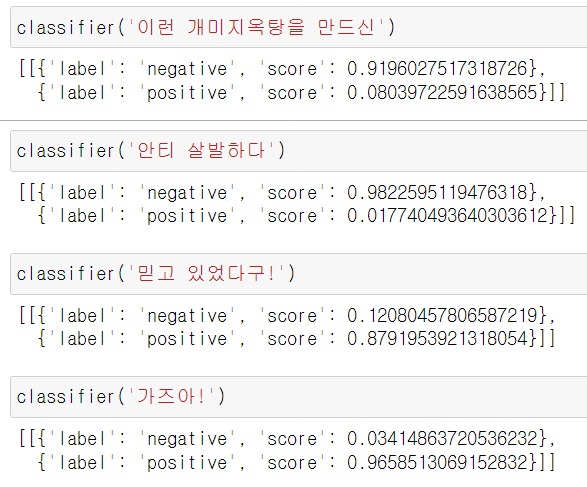 classifier('이런 개미지옥탕을 만드신')
[[{'label': 'negative', 'score': 0.9196027517318726},
{'label': 'positive', 'score': 0.08039722591638565}]]
classifier('안티 살발하다')
[[{'label': 'negative', 'score': 0.9822595119476318},
{'label': 'positive', 'score': 0.017740493640303612}]]
classifier('믿고 있었다구!')
[[{'label': 'negative', 'score': 0.12080457806587219},
{'label': 'positive', 'score': 0.8791953921318054}]]
classifier('가즈아!')
[[{'label': 'negative', 'score': 0.03414863720536232},
{'label': 'positive', 'score': 0.9658513069152832}]]